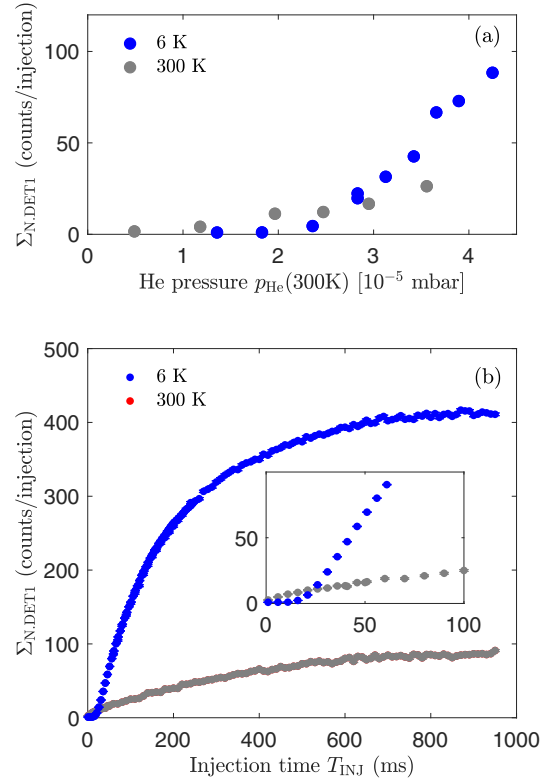 (a)
6 K
300 K
100
50
0
0 1 2 3 4
Σ_N.DET1 (counts/injection)
He pressure p_He(300K) [10⁻⁵ mbar]
(b)
6 K
300 K
500
400
300
200
100
0
50
0
0 50 100
0 200 400 600 800 1000
Σ_N.DET1 (counts/injection)
Injection time T_INJ (ms)